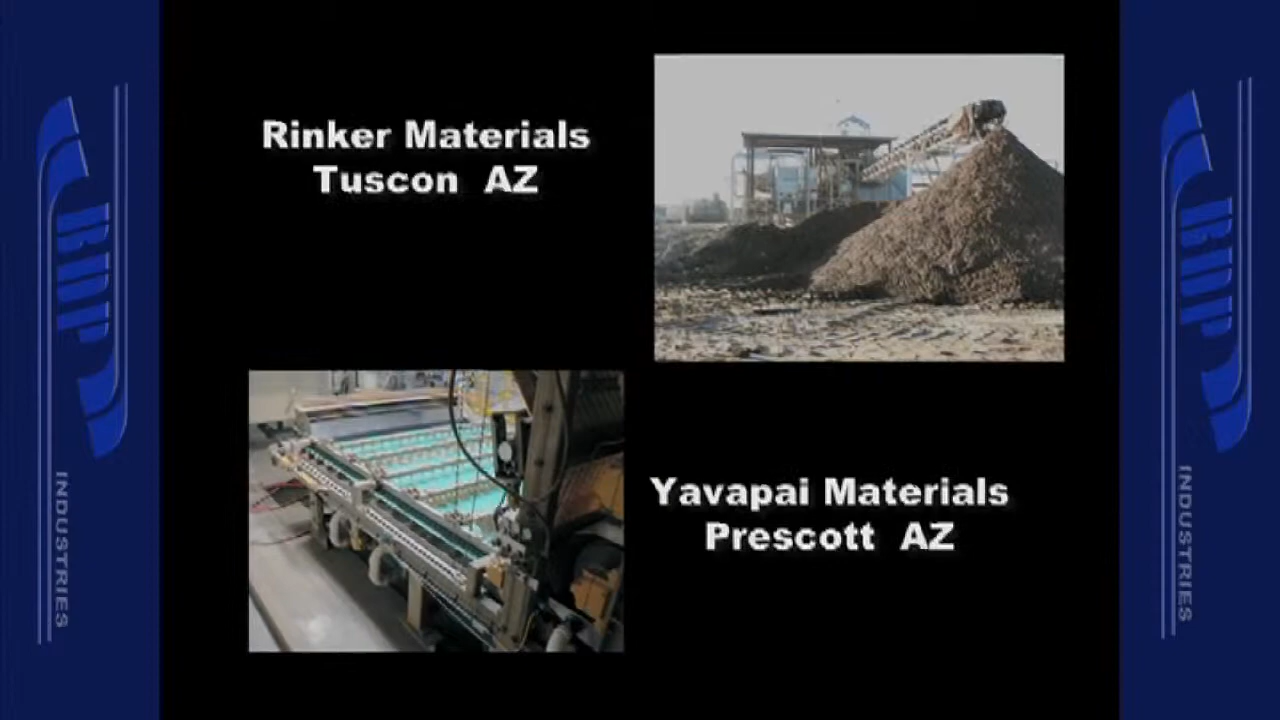 Rinker Materials
Tuscon AZ
Yavapai Materials
Prescott AZ
INDUSTRIES
INDUSTRIES